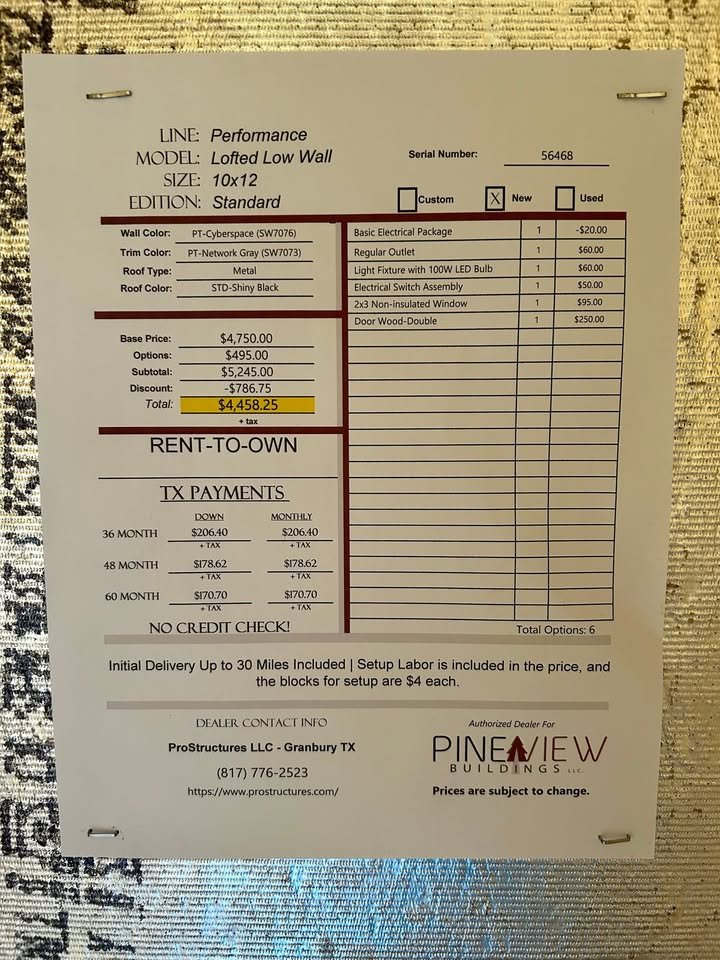 LINE: Performance
MODEL: Lofted Low Wall
SIZE: 10x12
EDITION: Standard
Serial Number: 56468
Custom X New Used
Wall Color: PT-Cyberspace (SW7076)
Trim Color: PT-Network Gray (SW7073)
Roof Type: Metal
Roof Color: STD-Shiny Black
Base Price: $4,750.00
Options: $495.00
Subtotal: $5,245.00
Discount: -$786.75
Total: $4,458.25
+ tax
RENT-TO-OWN
TX PAYMENTS
DOWN MONTHLY
36 MONTH $206.40 $206.40
+ TAX + TAX
48 MONTH $178.62 $178.62
+ TAX + TAX
60 MONTH $170.70 $170.70
+ TAX + TAX
NO CREDIT CHECK!
Basic Electrical Package 1 -$20.00
Regular Outlet 1 $60.00
Light Fixture with 100W LED Bulb 1 $60.00
Electrical Switch Assembly 1 $50.00
2x3 Non-insulated Window 1 $95.00
Door Wood-Double 1 $250.00
Total Options: 6
Initial Delivery Up to 30 Miles Included | Setup Labor is included in the price, and
the blocks for setup are $4 each.
DEALER CONTACT INFO
ProStructures LLC - Granbury TX
(817) 776-2523
https://www.prostructures.com/
Authorized Dealer For
PINEVIEW
BUILDINGS LLC.
Prices are subject to change.